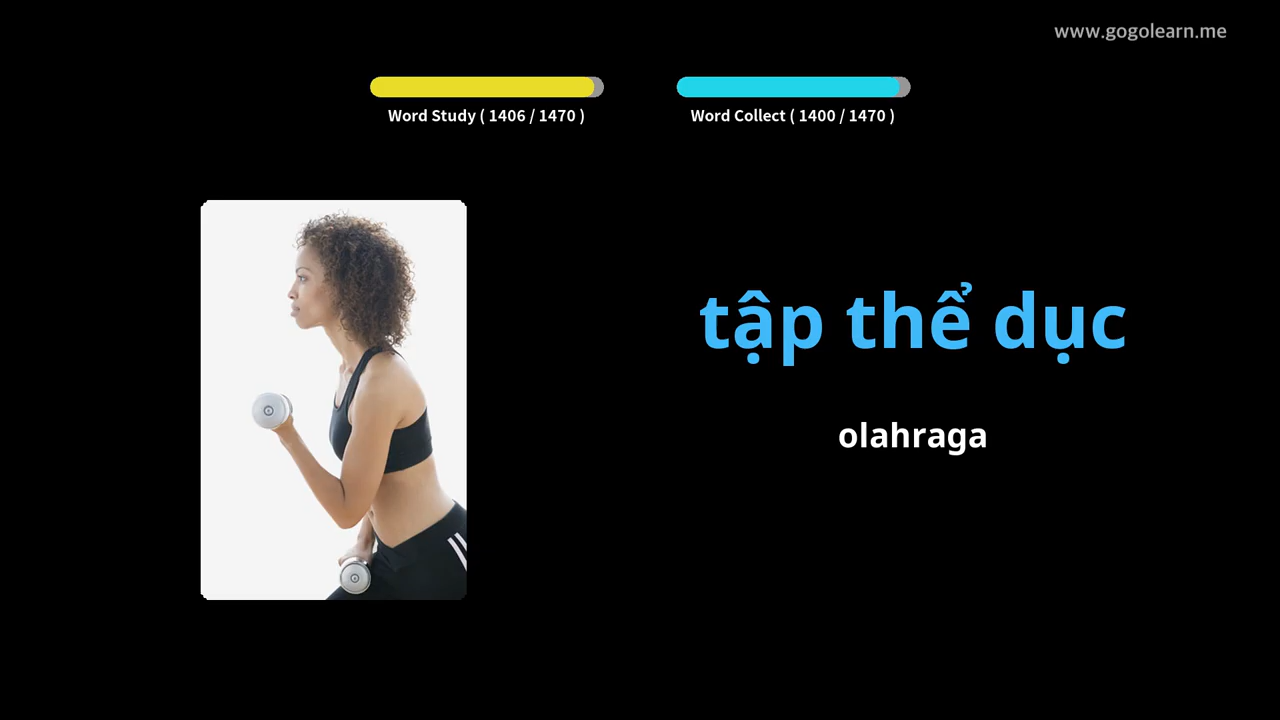 www.gogolearn.me
Word Study ( 1406 / 1470 )
Word Collect ( 1400 / 1470 )
tập thể dục
olahraga